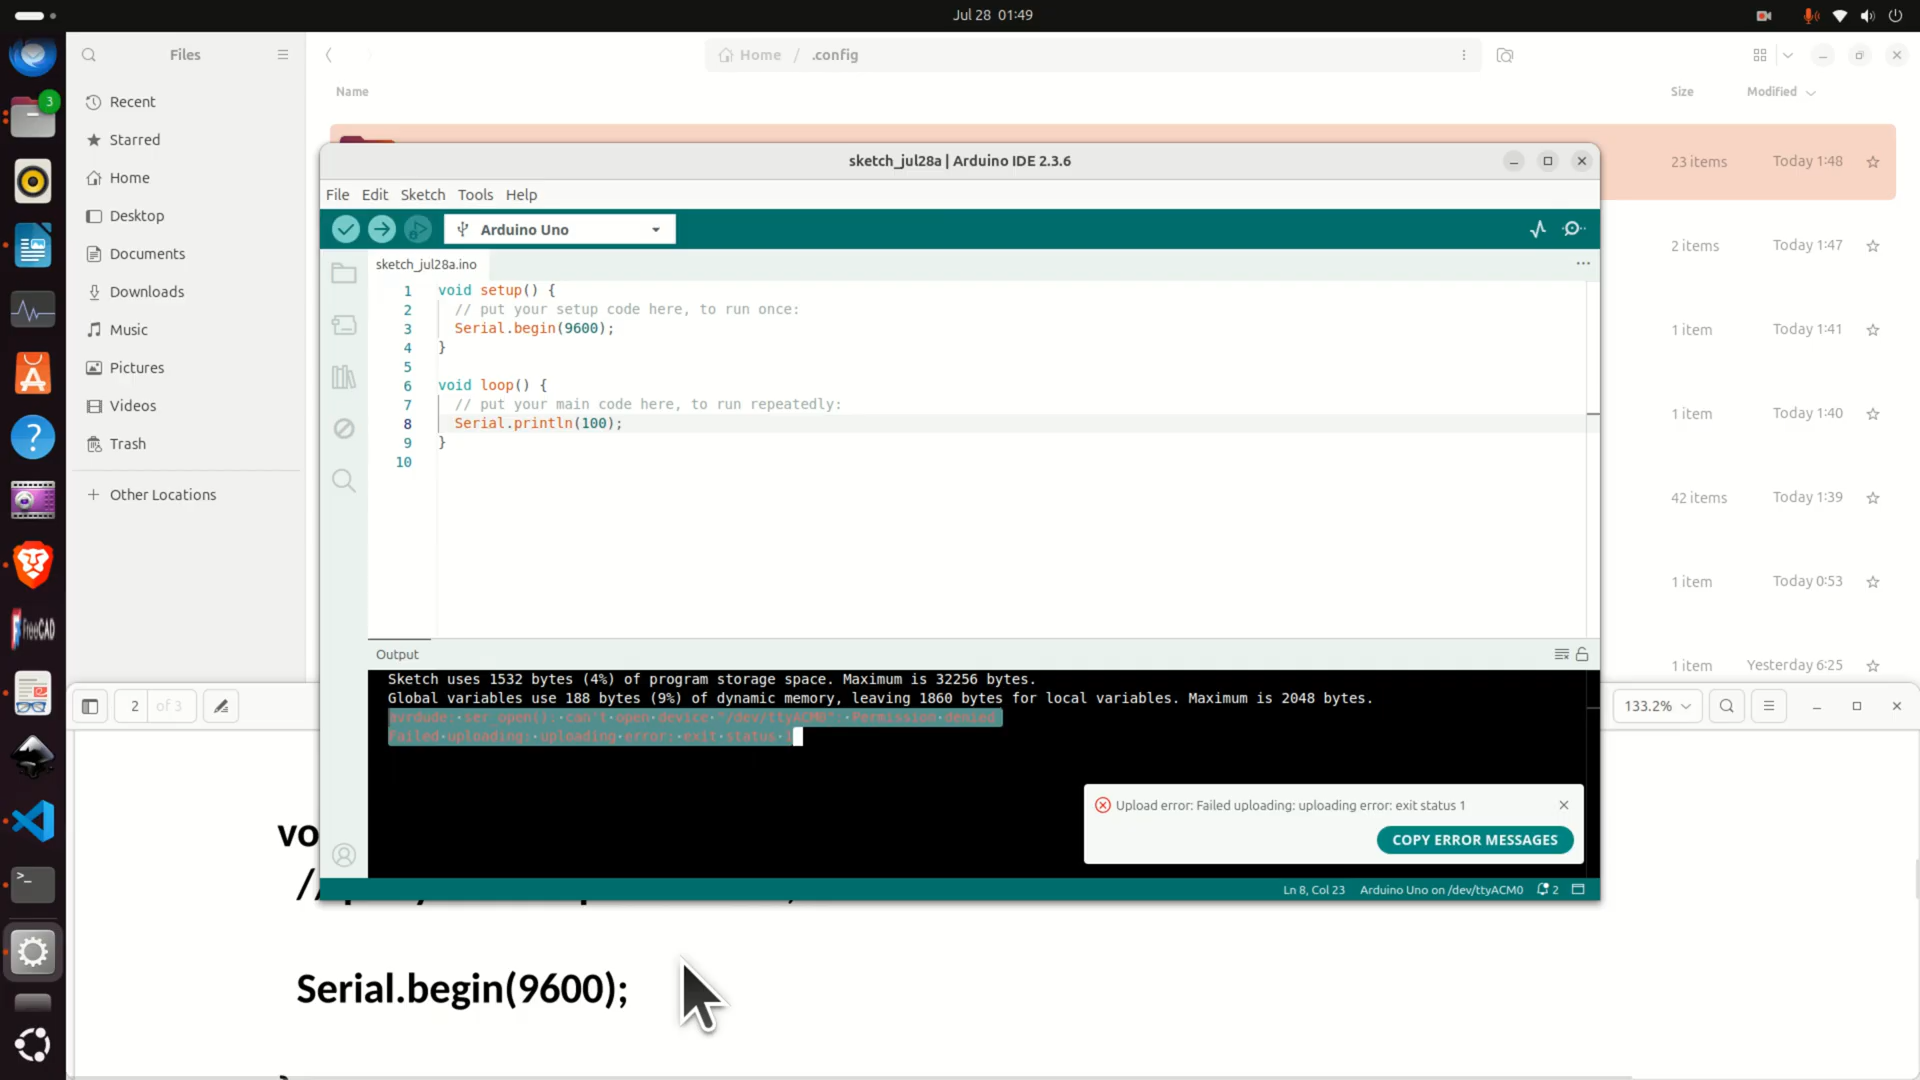 Jul 28 01:49
Files
Home / .config
3
Name
Size
Modified
Recent
Starred
Home
Desktop
Documents
Downloads
Music
Pictures
Videos
Trash
Other Locations
23 items Today 1:48
2 items Today 1:47
1 item Today 1:41
1 item Today 1:40
42 items Today 1:39
1 item Today 0:53
1 item Yesterday 6:25
sketch_jul28a | Arduino IDE 2.3.6
File Edit Sketch Tools Help
Arduino Uno
sketch_jul28a.ino
1 void setup() {
2 // put your setup code here, to run once:
3 Serial.begin(9600);
4 }
5
6 void loop() {
7 // put your main code here, to run repeatedly:
8 Serial.println(100);
9 }
10
Output
Sketch uses 1532 bytes (4%) of program storage space. Maximum is 32256 bytes.
Global variables use 188 bytes (9%) of dynamic memory, leaving 1860 bytes for local variables. Maximum is 2048 bytes.
avrdude: ser_open(): can't open device "/dev/ttyACM0": Permission denied
Failed uploading: uploading error: exit status 1
Upload error: Failed uploading: uploading error: exit status 1
COPY ERROR MESSAGES
Ln 8, Col 23 Arduino Uno on /dev/ttyACM0 2
FreeCAD
2 of 3
133.2%
vo
//
Serial.begin(9600);